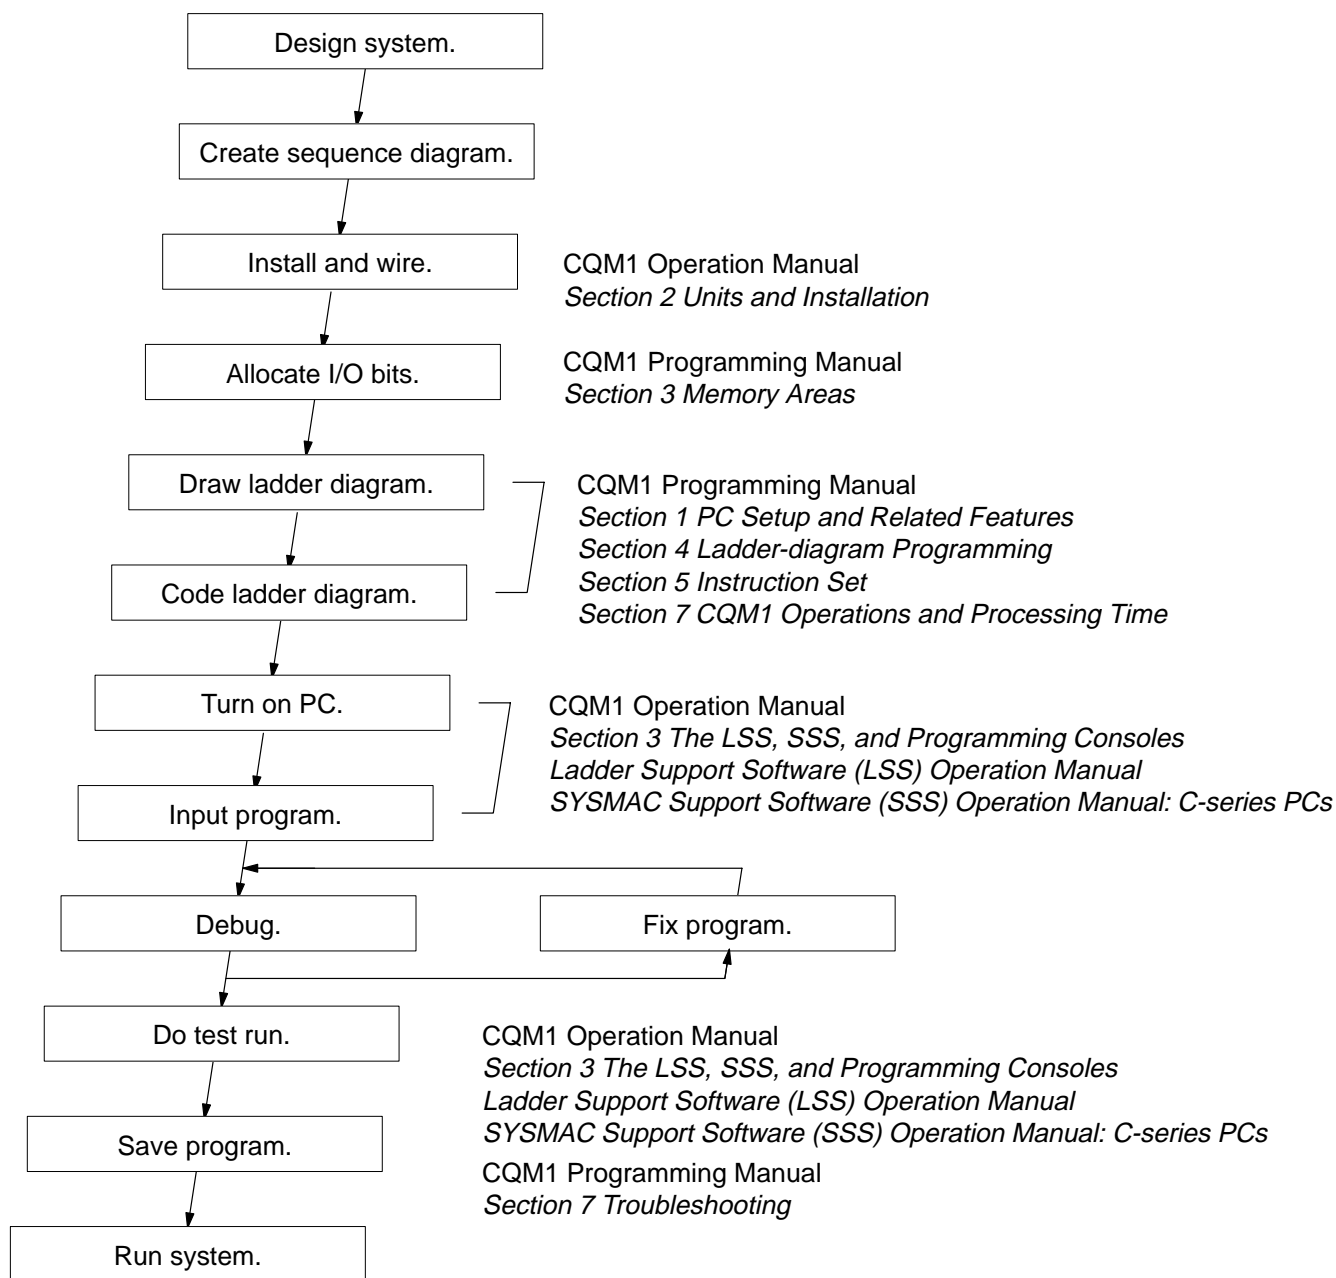 Design system.
Create sequence diagram.
Install and wire.
CQM1 Operation Manual
Section 2 Units and Installation
Allocate I/O bits.
CQM1 Programming Manual
Section 3 Memory Areas
Draw ladder diagram.
Code ladder diagram.
CQM1 Programming Manual
Section 1 PC Setup and Related Features
Section 4 Ladder-diagram Programming
Section 5 Instruction Set
Section 7 CQM1 Operations and Processing Time
Turn on PC.
Input program.
CQM1 Operation Manual
Section 3 The LSS, SSS, and Programming Consoles
Ladder Support Software (LSS) Operation Manual
SYSMAC Support Software (SSS) Operation Manual: C-series PCs
Debug.
Fix program.
Do test run.
CQM1 Operation Manual
Section 3 The LSS, SSS, and Programming Consoles
Ladder Support Software (LSS) Operation Manual
SYSMAC Support Software (SSS) Operation Manual: C-series PCs
Save program.
CQM1 Programming Manual
Section 7 Troubleshooting
Run system.